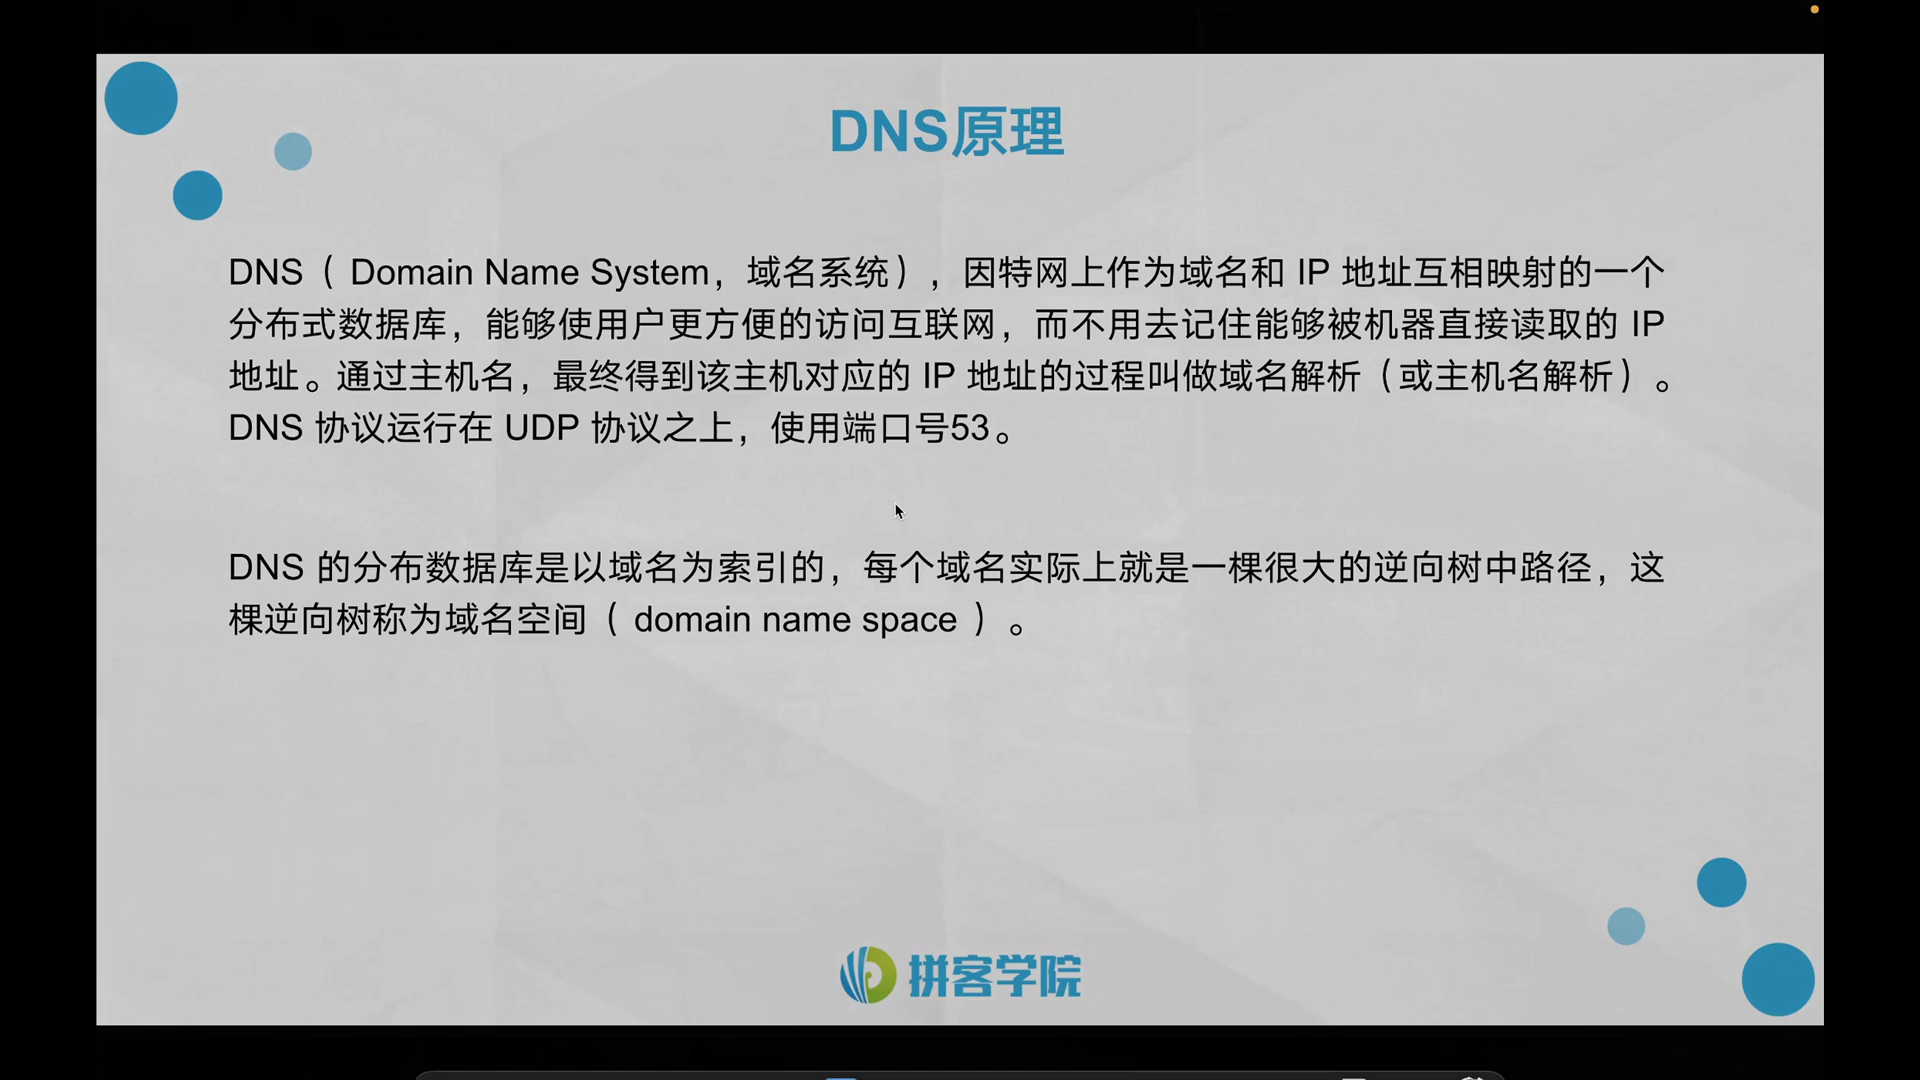 DNS原理
DNS（ Domain Name System，域名系统），因特网上作为域名和 IP 地址互相映射的一个
分布式数据库，能够使用户更方便的访问互联网，而不用去记住能够被机器直接读取的 IP
地址。通过主机名，最终得到该主机对应的 IP 地址的过程叫做域名解析（或主机名解析）。
DNS 协议运行在 UDP 协议之上，使用端口号53。
DNS 的分布数据库是以域名为索引的，每个域名实际上就是一棵很大的逆向树中路径，这
棵逆向树称为域名空间（ domain name space ）。
拼客学院